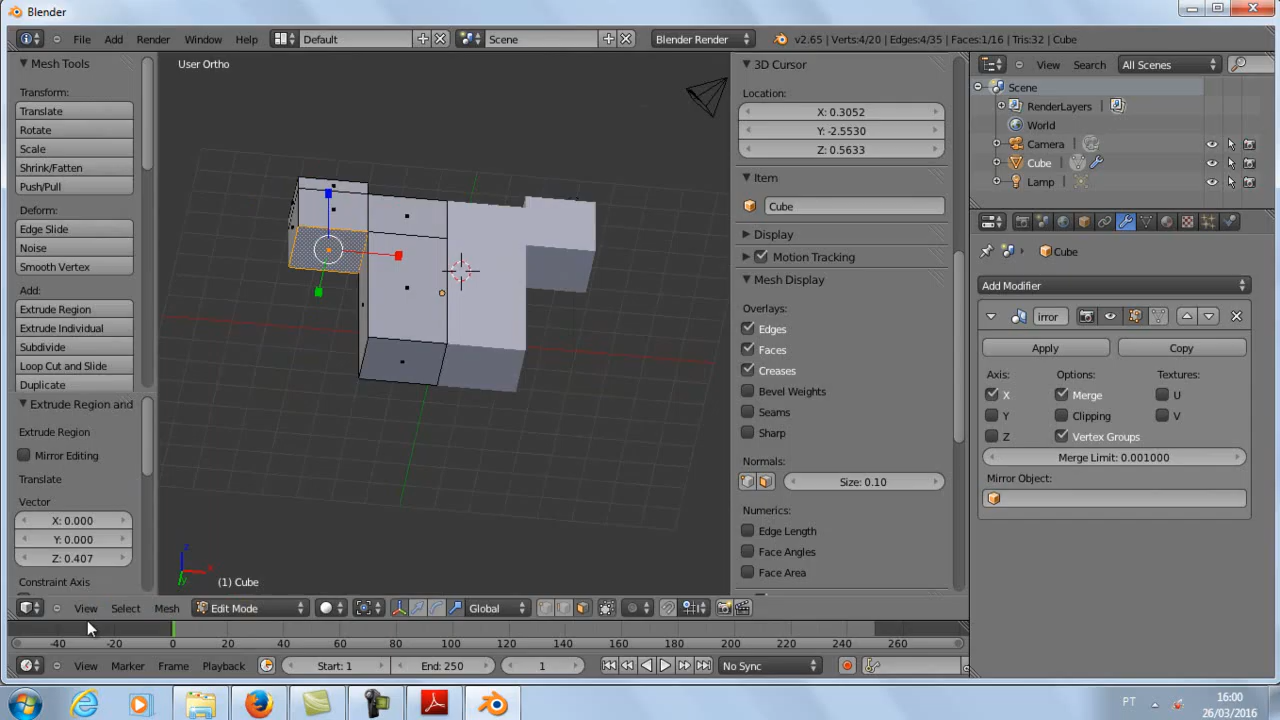 Blender
File Add Render Window Help Default Scene Blender Render v2.65 | Verts:4/20 | Edges:4/35 | Faces:1/16 | Tris:32 | Cube
Mesh Tools
Transform:
Translate
Rotate
Scale
Shrink/Fatten
Push/Pull
Deform:
Edge Slide
Noise
Smooth Vertex
Add:
Extrude Region
Extrude Individual
Subdivide
Loop Cut and Slide
Duplicate
Extrude Region and
Extrude Region
Mirror Editing
Translate
Vector
X: 0.000
Y: 0.000
Z: 0.407
Constraint Axis
User Ortho
z
x
y
(1) Cube
3D Cursor
Location:
X: 0.3052
Y: -2.5530
Z: 0.5633
Item
Cube
Display
Motion Tracking
Mesh Display
Overlays:
Edges
Faces
Creases
Bevel Weights
Seams
Sharp
Normals:
Size: 0.10
Numerics:
Edge Length
Face Angles
Face Area
View Search All Scenes
Scene
RenderLayers
World
Camera
Cube
Lamp
Cube
Add Modifier
irror
Apply Copy
Axis: Options: Textures:
X Merge U
Y Clipping V
Z Vertex Groups
Merge Limit: 0.001000
Mirror Object:
View Select Mesh Edit Mode Global
-40 -20 0 20 40 60 80 100 120 140 160 180 200 220 240 260
View Marker Frame Playback Start: 1 End: 250 1 No Sync
PT 16:00
26/03/2016